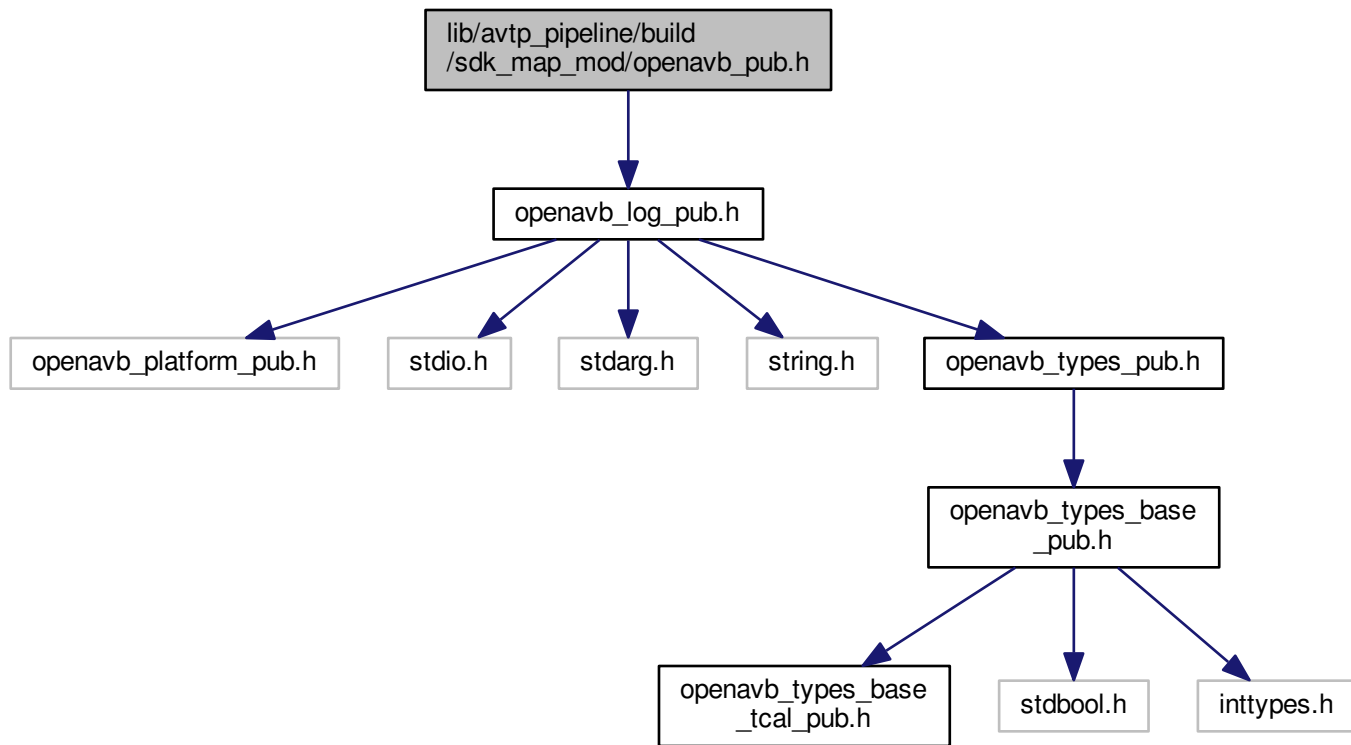 lib/avtp_pipeline/build
/sdk_map_mod/openavb_pub.h
openavb_log_pub.h
openavb_platform_pub.h
stdio.h
stdarg.h
string.h
openavb_types_pub.h
openavb_types_base
_pub.h
openavb_types_base
_tcal_pub.h
stdbool.h
inttypes.h